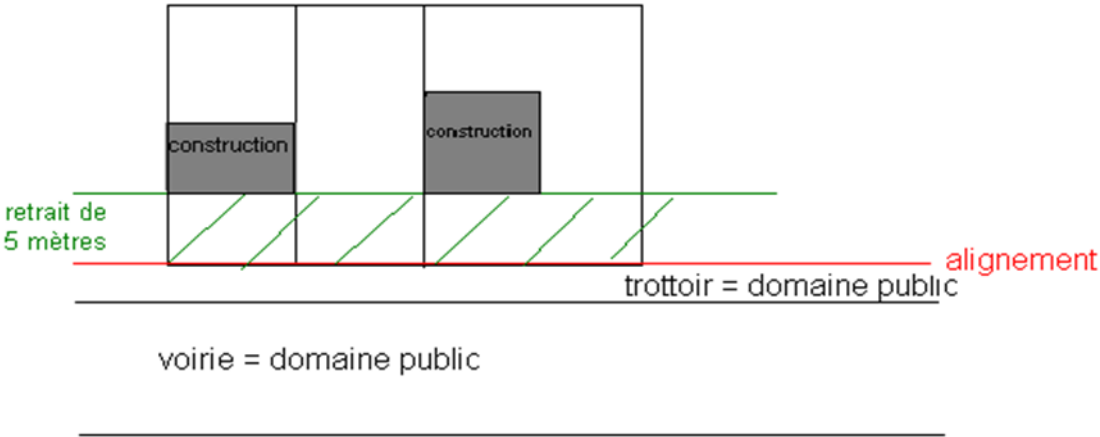 construction
construction
retrait de
5 mètres
alignement
trottoir = domaine public
voirie = domaine public